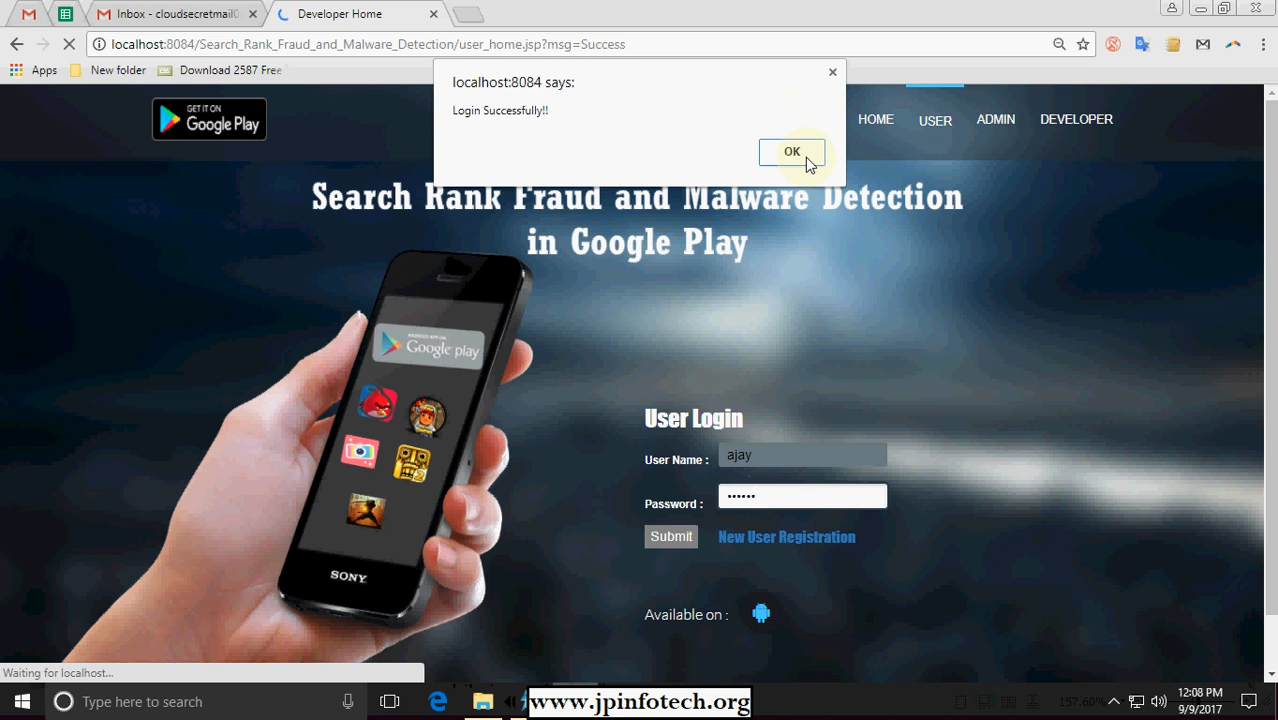 Inbox - cloudsecretmail0
Developer Home
localhost:8084/Search_Rank_Fraud_and_Malware_Detection/user_home.jsp?msg=Success
Apps
New folder
Download 2587 Free
localhost:8084 says:
Login Successfully!!
OK
GET IT ON
Google Play
HOME
USER
ADMIN
DEVELOPER
Search Rank Fraud and Malware Detection
in Google Play
Google play
SONY
User Login
User Name :
ajay
Password :
••••••
Submit
New User Registration
Available on :
Waiting for localhost...
Type here to search
www.jpinfotech.org
157.60%
12:08 PM
9/9/2017